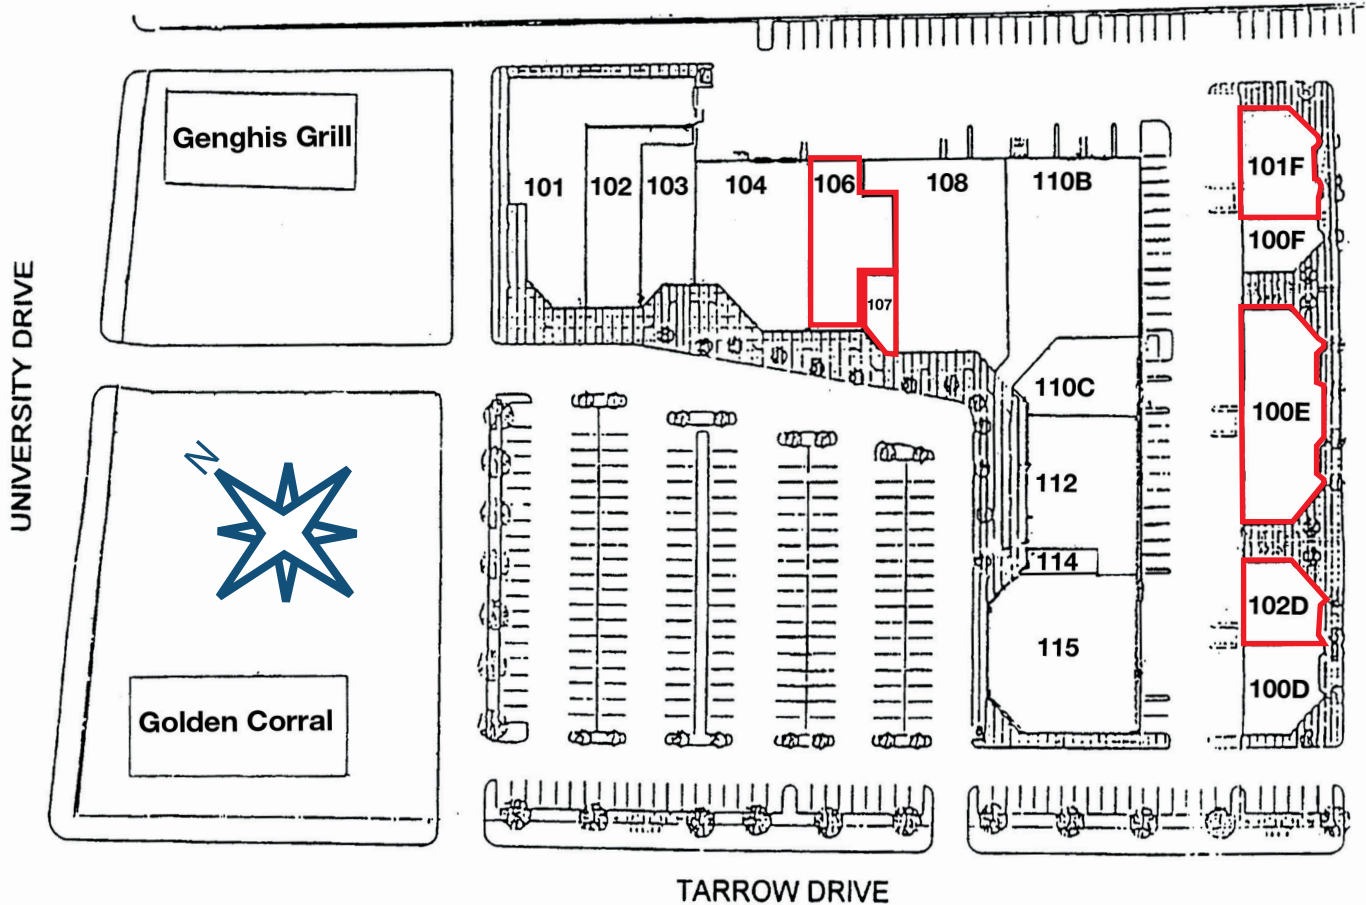 Genghis Grill
101
102
103
104
106
107
108
110B
101F
100F
110C
100E
112
114
102D
115
100D
UNIVERSITY DRIVE
N
Golden Corral
TARROW DRIVE